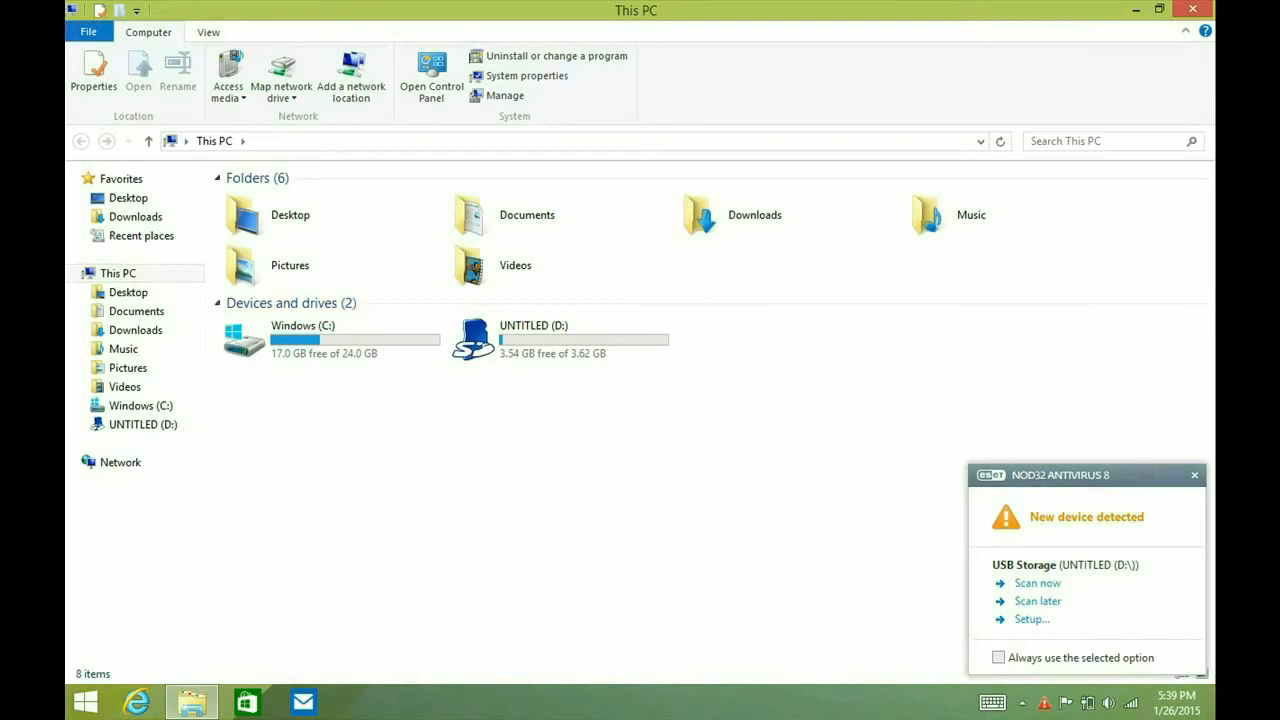 This PC
File Computer View
Properties Open Rename Access media Map network drive Add a network location Open Control Panel Uninstall or change a program
System properties
Manage
Location Network System
This PC Search This PC
Favorites
Desktop
Downloads
Recent places
This PC
Desktop
Documents
Downloads
Music
Pictures
Videos
Windows (C:)
UNTITLED (D:)
Network
Folders (6)
Desktop Documents Downloads Music
Pictures Videos
Devices and drives (2)
Windows (C:) UNTITLED (D:)
17.0 GB free of 24.0 GB 3.54 GB free of 3.62 GB
eset NOD32 ANTIVIRUS 8
New device detected
USB Storage (UNTITLED (D:\))
Scan now
Scan later
Setup...
Always use the selected option
8 items
5:39 PM
1/26/2015